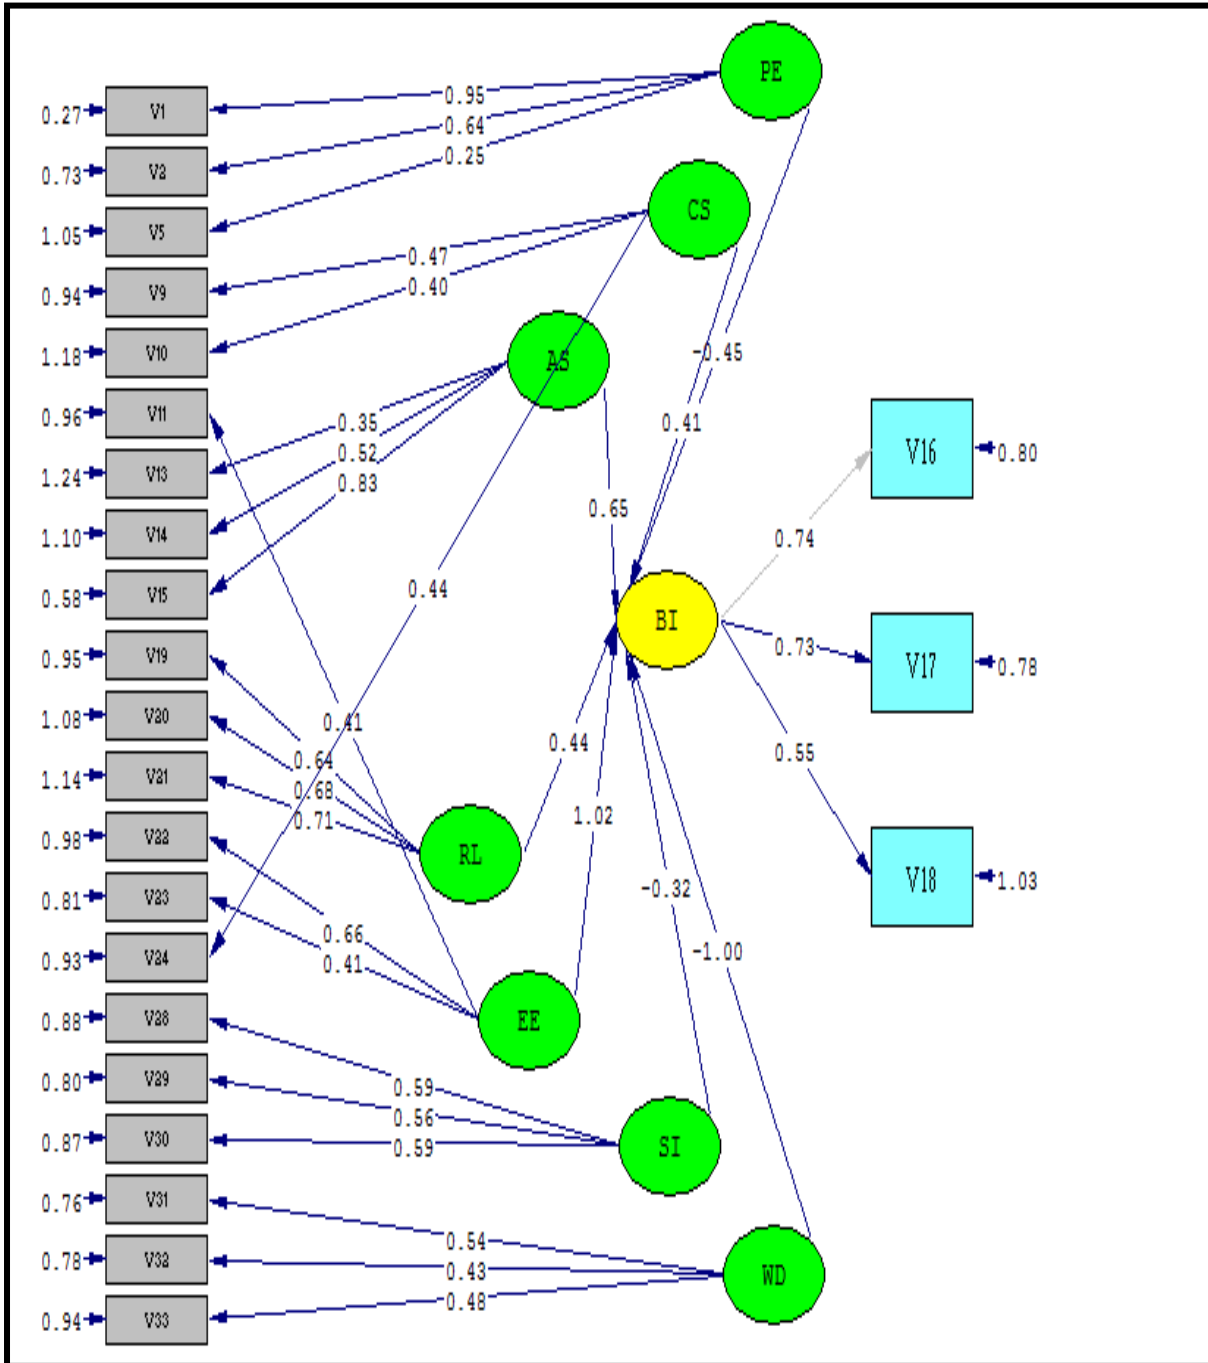 PE
0.95
0.27 V1
0.64
0.25
0.73 V2
CS
1.05 V5
0.47
0.94 V9
0.40
1.18 V10
AS
-0.45
0.96 V11
0.35
0.41
0.52
V16 0.80
1.24 V13
0.83
0.65
1.10 V14
0.74
0.58 V15
0.44
BI
0.73
0.95 V19
V17 0.78
1.08 V20
0.41
0.44
0.55
0.64
1.14 V21
0.68
0.71
1.02
0.98 V22
RL
V18 1.03
0.81 V23
-0.32
0.66
0.93 V24
0.41
-1.00
0.88 V28
EE
0.80 V29
0.59
0.56
0.87 V30
0.59
SI
0.76 V31
0.54
0.78 V32
0.43
WD
0.48
0.94 V33